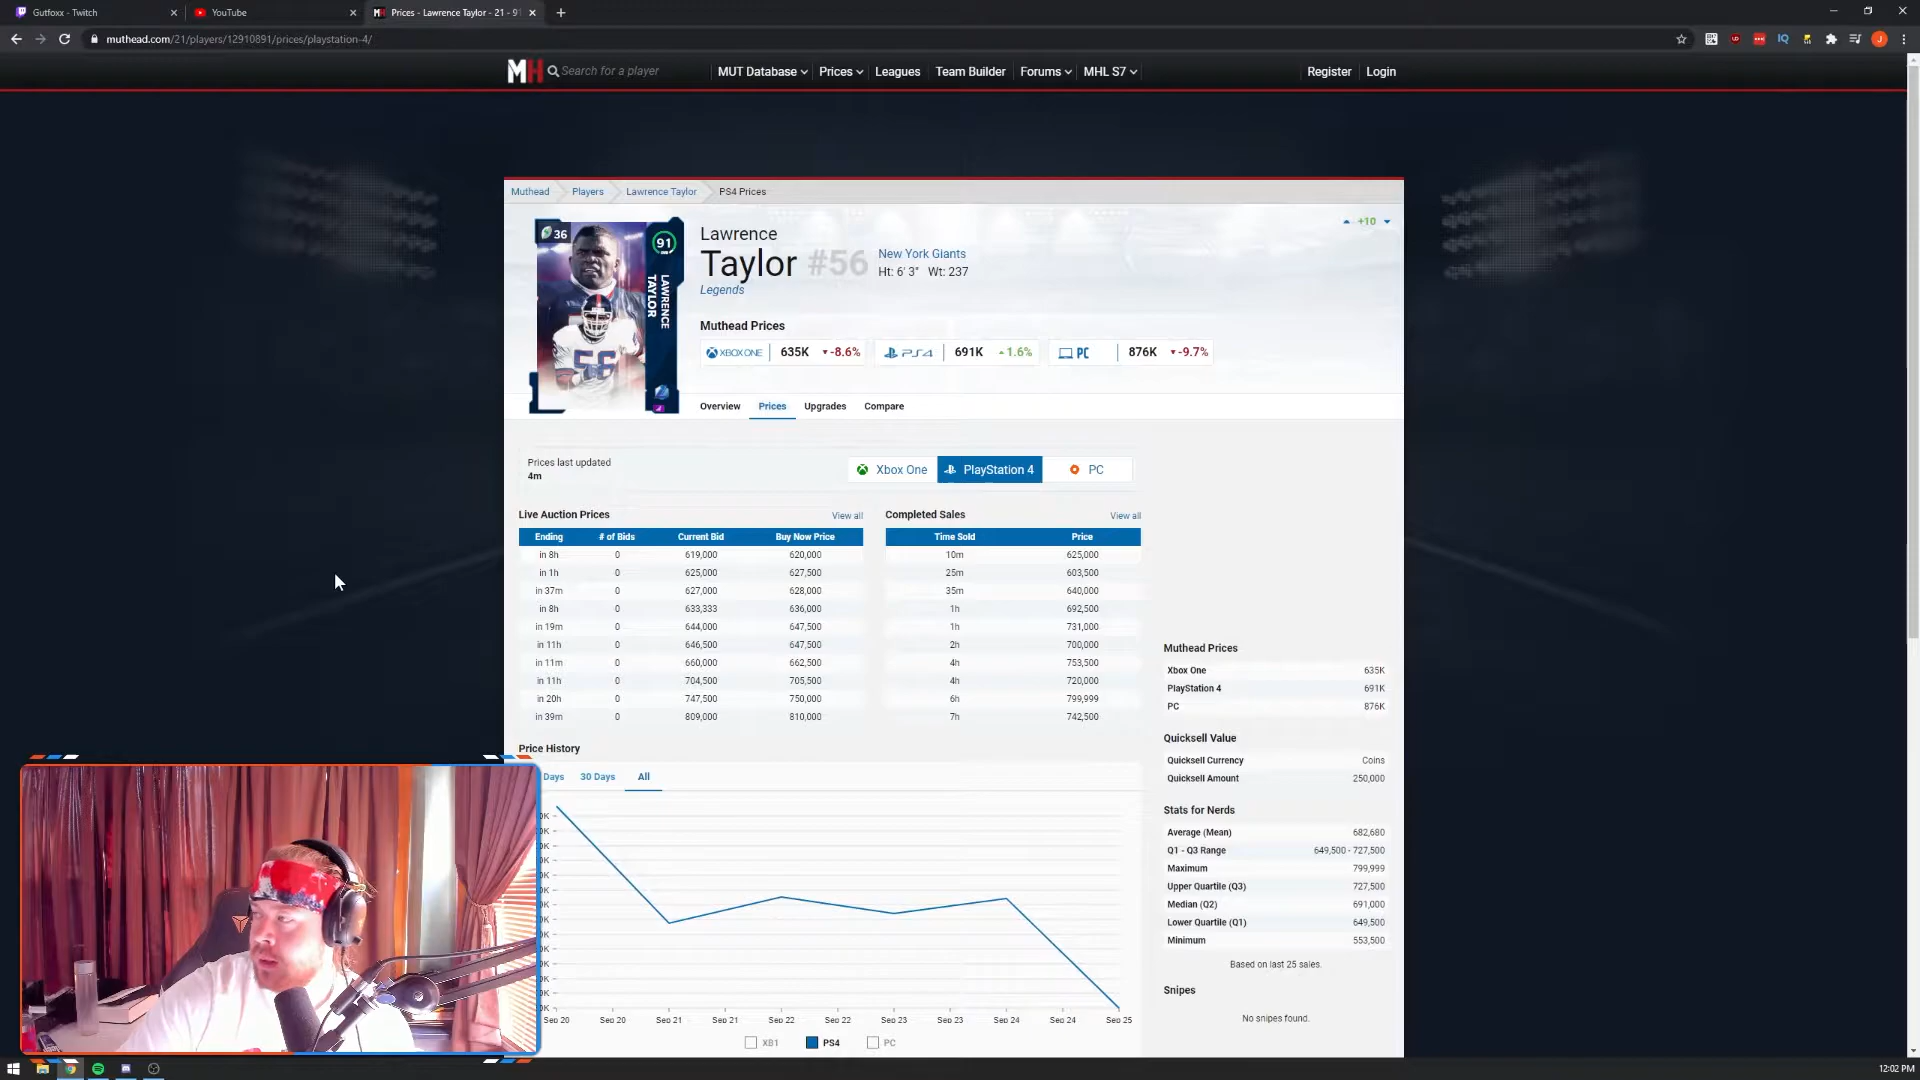 Gutfoxx - Twitch
YouTube
Prices - Lawrence Taylor - 21 - 91
muthead.com/21/players/12910891/prices/playstation-4/
MH Search for a player MUT Database Prices Leagues Team Builder Forums MHL S7 Register Login
Muthead Players Lawrence Taylor PS4 Prices
36
91
LAWRENCE
TAYLOR
56
+10
Lawrence
Taylor #56
New York Giants
Ht: 6' 3" Wt: 237
Legends
Muthead Prices
XBOX ONE 635K -8.6% PS4 691K 1.6% PC 876K -9.7%
Overview Prices Upgrades Compare
Prices last updated
4m
Xbox One PlayStation 4 PC
Live Auction Prices View all
Ending # of Bids Current Bid Buy Now Price
in 8h 0 619,000 620,000
in 1h 0 625,000 627,500
in 37m 0 627,000 628,000
in 8h 0 633,333 636,000
in 19m 0 644,000 647,500
in 11h 0 646,500 647,500
in 11m 0 660,000 662,500
in 11h 0 704,500 705,500
in 20h 0 747,500 750,000
in 39m 0 809,000 810,000
Completed Sales View all
Time Sold Price
10m 625,000
25m 603,500
35m 640,000
1h 692,500
1h 731,000
2h 700,000
4h 753,500
4h 720,000
6h 799,999
7h 742,500
Muthead Prices
Xbox One 635K
PlayStation 4 691K
PC 876K
Quicksell Value
Quicksell Currency Coins
Quicksell Amount 250,000
Stats for Nerds
Average (Mean) 682,680
Q1 - Q3 Range 649,500 - 727,500
Maximum 799,999
Upper Quartile (Q3) 727,500
Median (Q2) 691,000
Lower Quartile (Q1) 649,500
Minimum 553,500
Based on last 25 sales.
Snipes
No snipes found.
Price History
Days 30 Days All
Sep 20 Sep 20 Sep 21 Sep 21 Sep 22 Sep 22 Sep 23 Sep 23 Sep 24 Sep 24 Sep 25
XB1 PS4 PC
12:02 PM